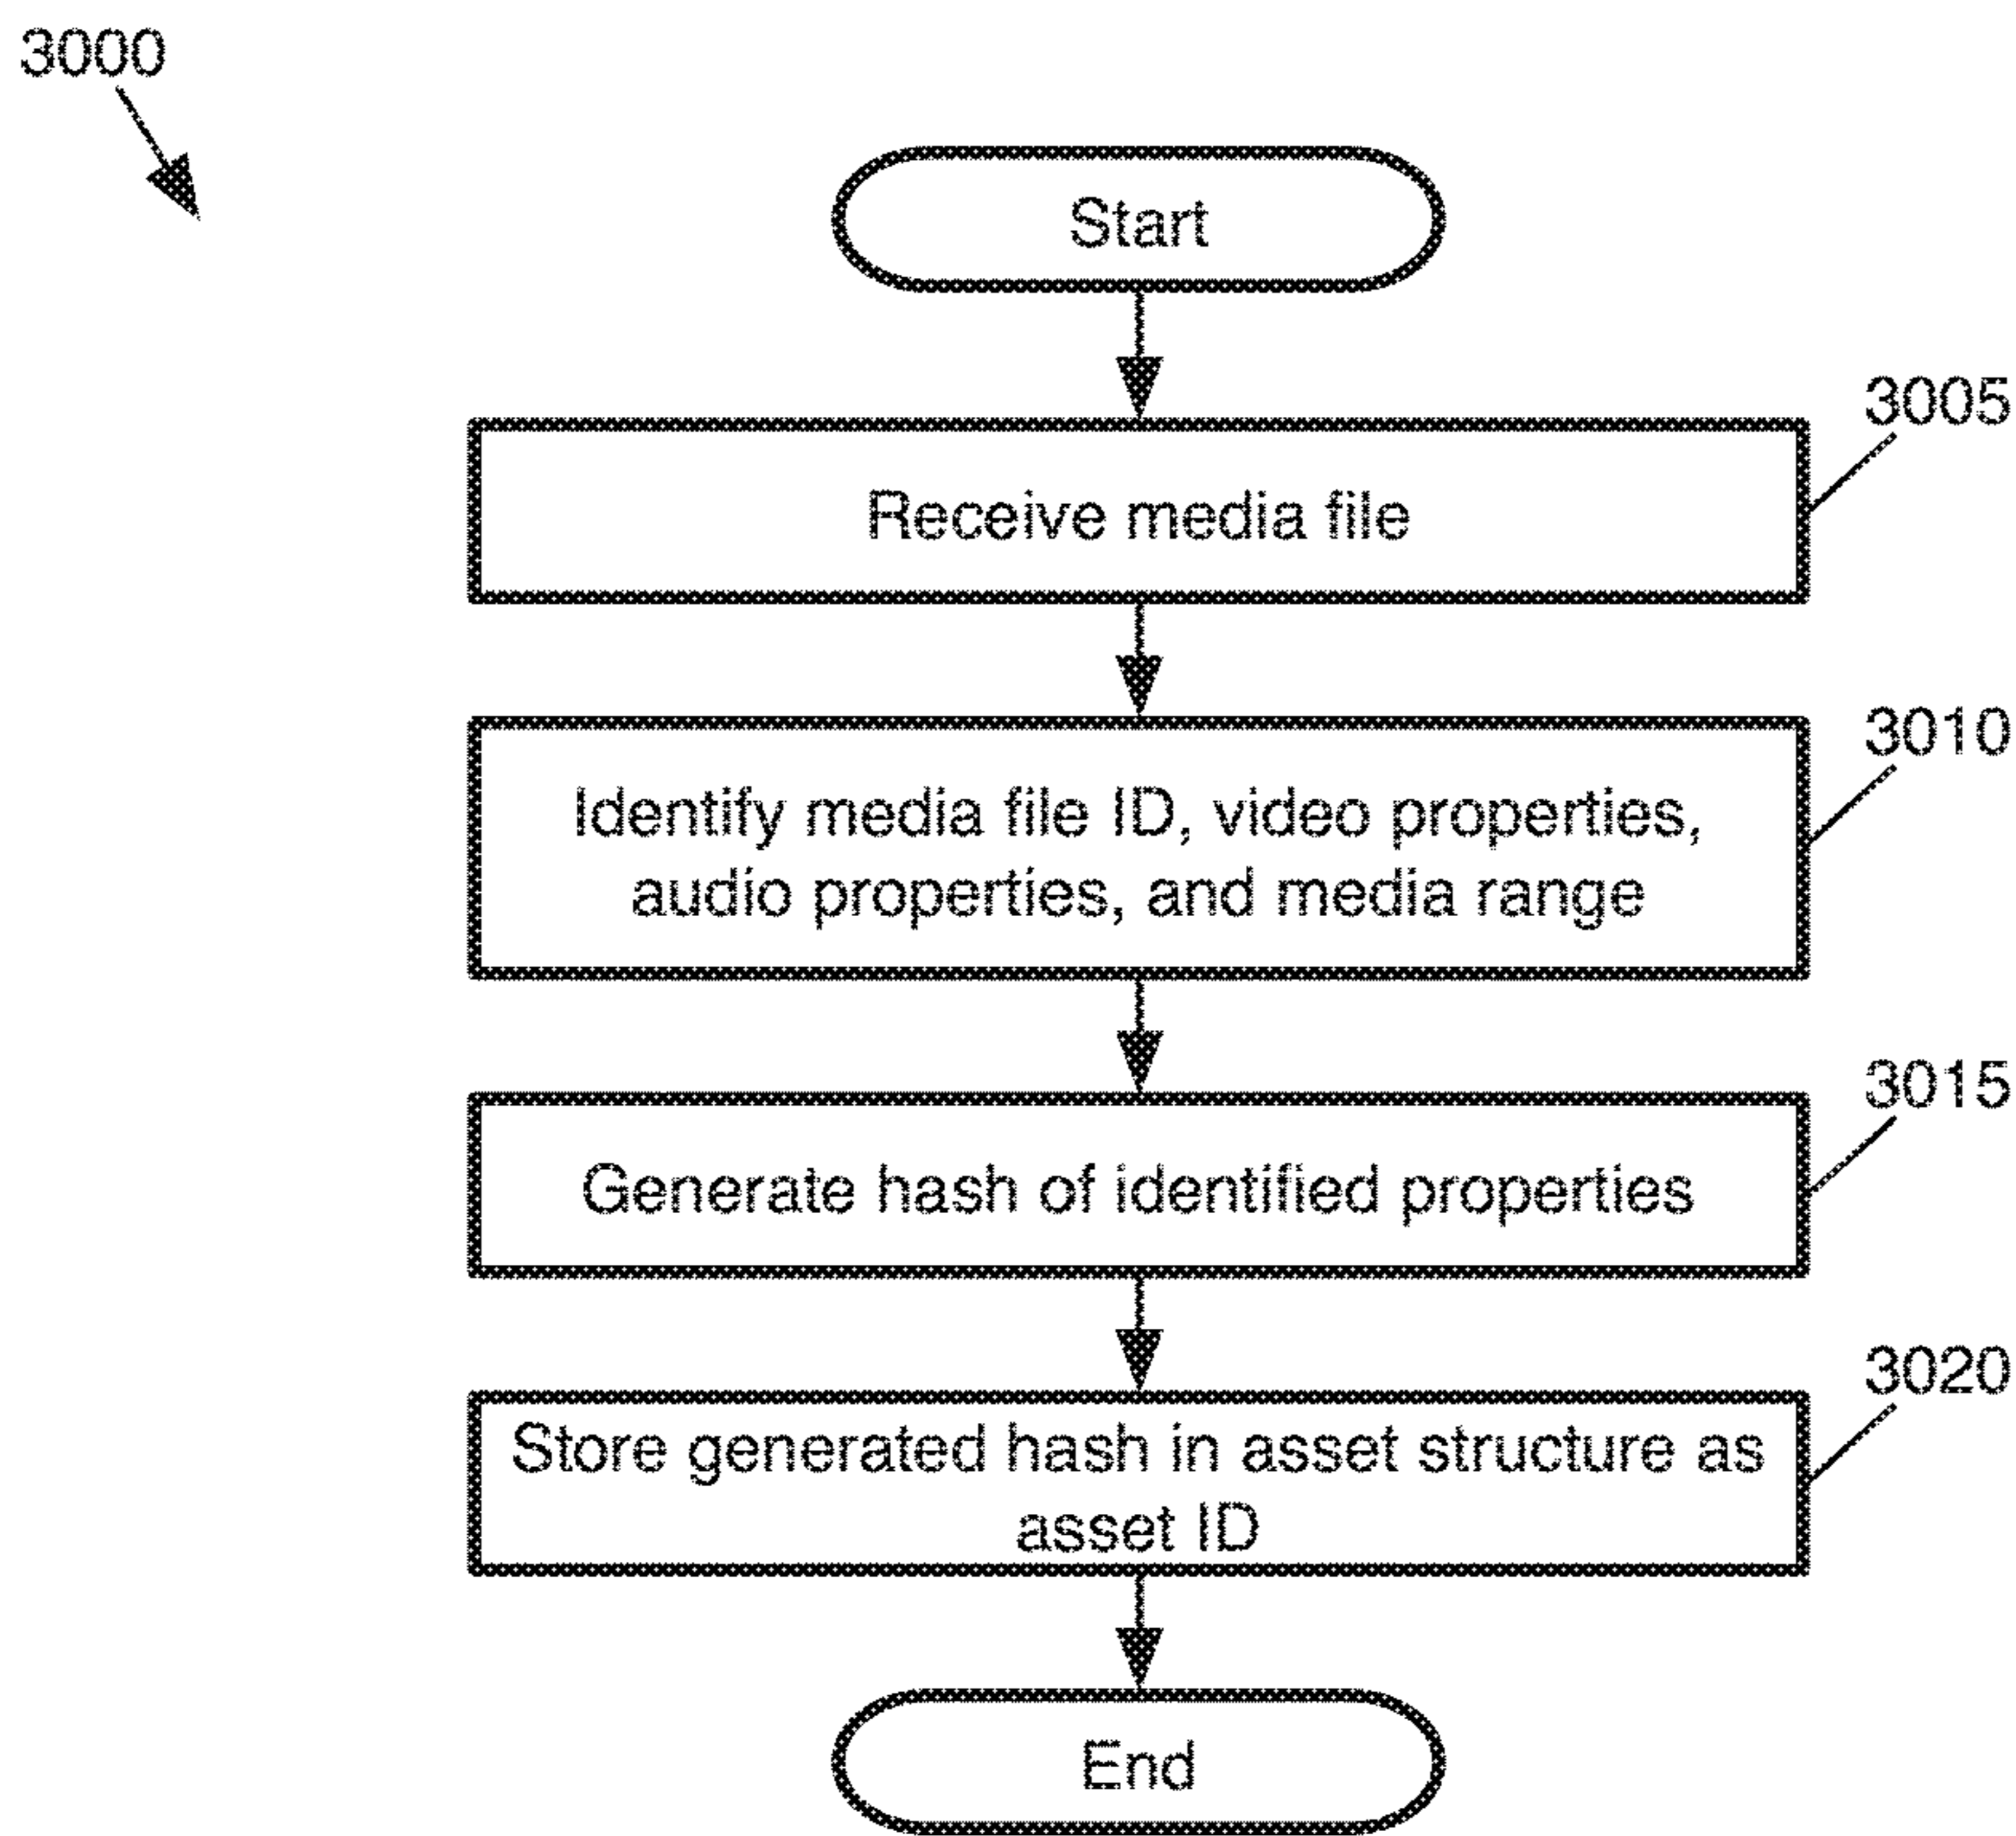 3000
Start
3005
Receive media file
3010
Identify media file ID, video properties,
audio properties, and media range
3015
Generate hash of identified properties
3020
Store generated hash in asset structure as
asset ID
End